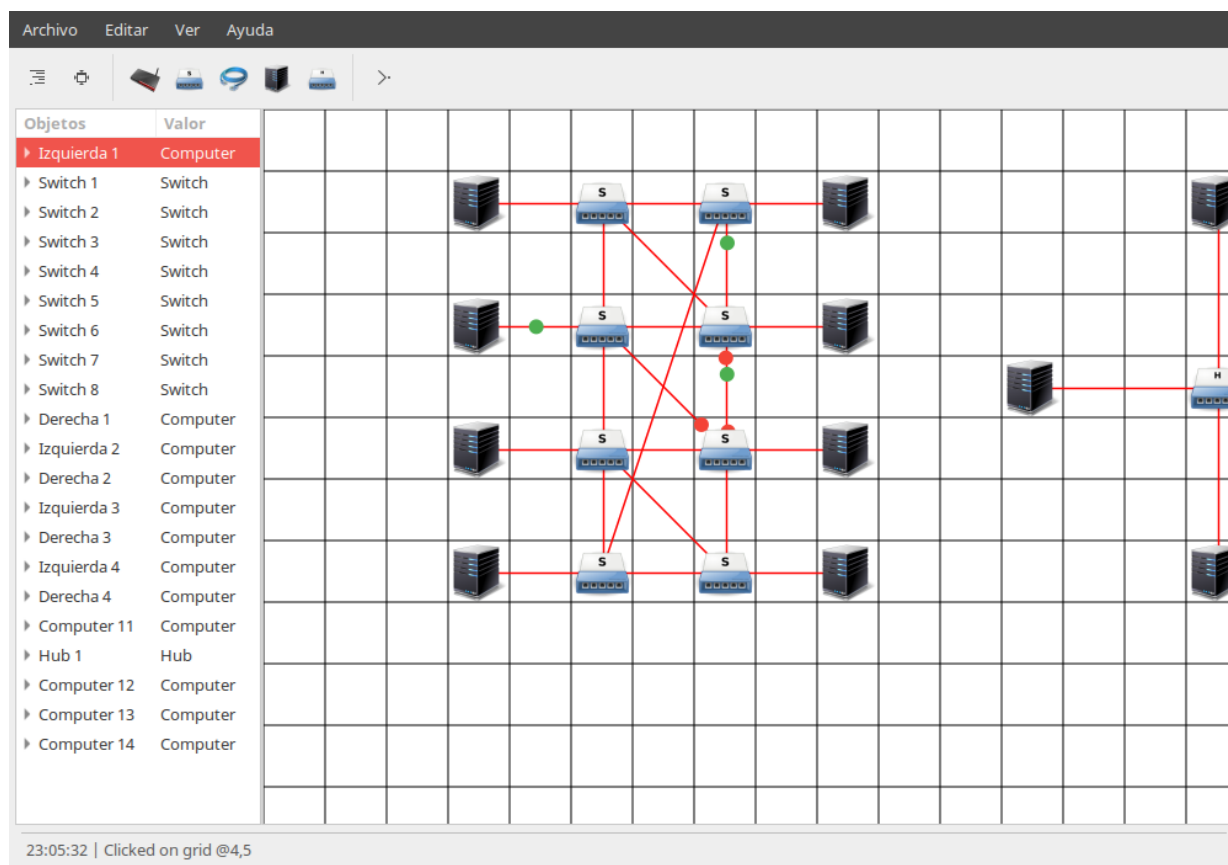 Archivo Editar Ver Ayuda
S H
Objetos Valor
Izquierda 1 Computer
Switch 1 Switch
Switch 2 Switch
Switch 3 Switch
Switch 4 Switch
Switch 5 Switch
Switch 6 Switch
Switch 7 Switch
Switch 8 Switch
Derecha 1 Computer
Izquierda 2 Computer
Derecha 2 Computer
Izquierda 3 Computer
Derecha 3 Computer
Izquierda 4 Computer
Derecha 4 Computer
Computer 11 Computer
Hub 1 Hub
Computer 12 Computer
Computer 13 Computer
Computer 14 Computer
S S
S S
H
S S
S S
23:05:32 | Clicked on grid @4,5